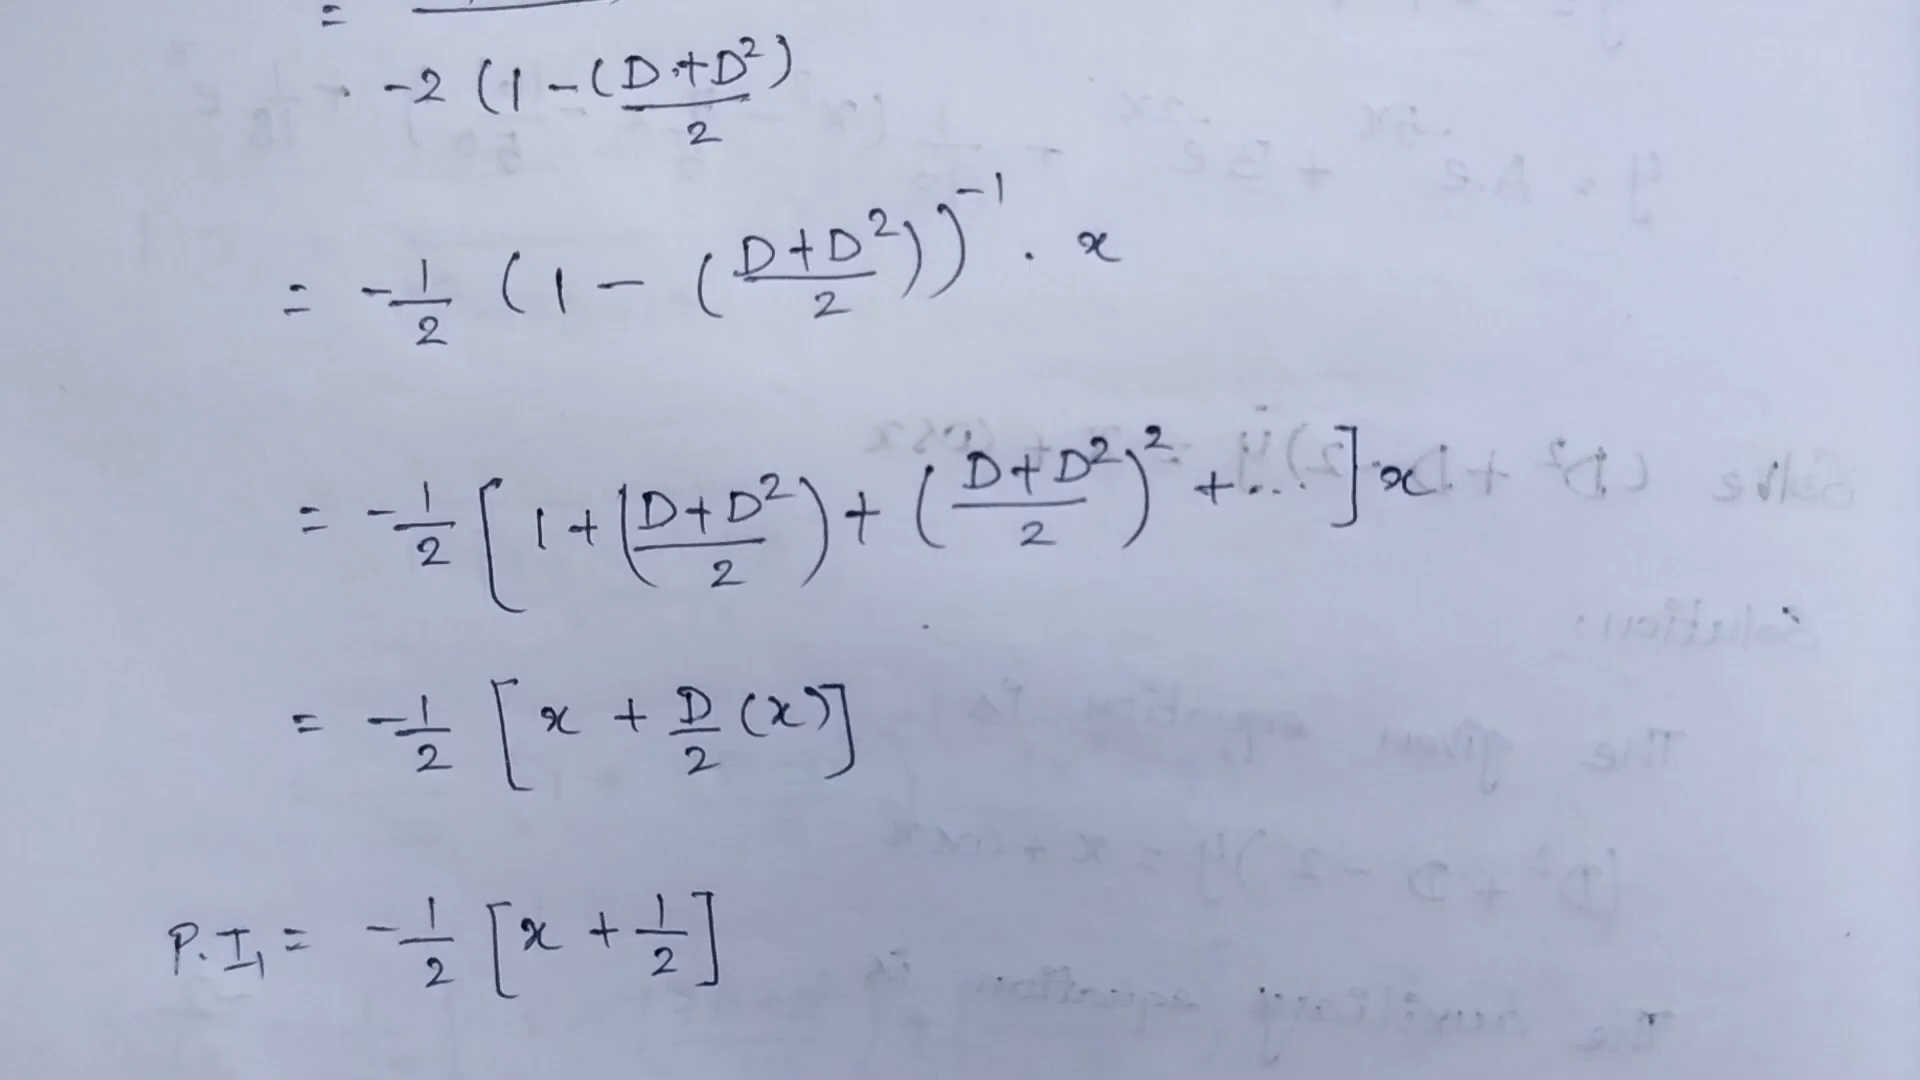 =
-2 (1 - (D+D²)/2
= -1/2 (1 - (D+D²/2))⁻¹ . x
= -1/2 [1 + (D+D²/2) + (D+D²/2)² + ...] x
= -1/2 [x + D/2 (x)]
P.I₁ = -1/2 [x + 1/2]